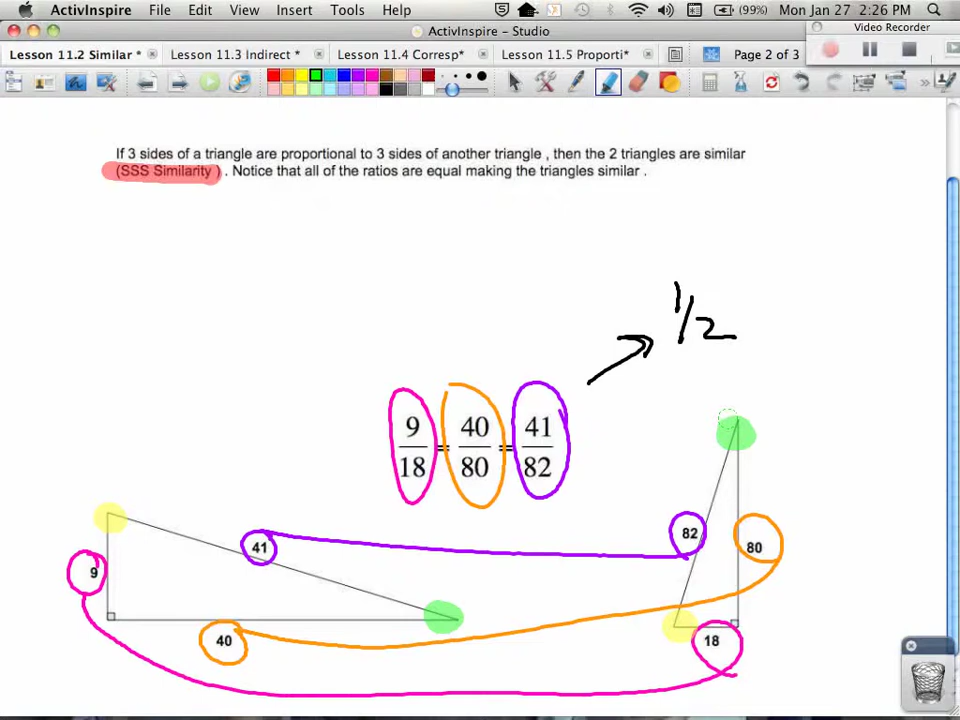 ActivInspire File Edit View Insert Tools Help (99%) Mon Jan 27 2:26 PM
ActivInspire - Studio
Video Recorder
Lesson 11.2 Similar * Lesson 11.3 Indirect * Lesson 11.4 Corresp* Lesson 11.5 Proporti* Page 2 of 3
If 3 sides of a triangle are proportional to 3 sides of another triangle , then the 2 triangles are similar
(SSS Similarity ) . Notice that all of the ratios are equal making the triangles similar .
1/2
9/18 = 40/80 = 41/82
41
82
80
9
40
18